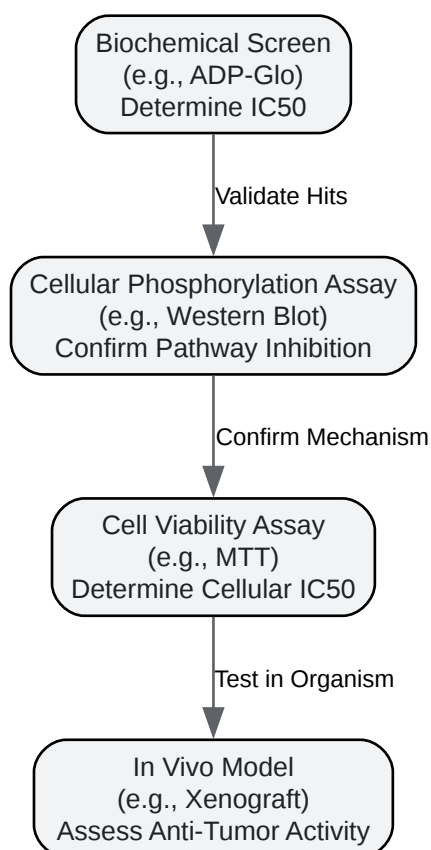 Biochemical Screen
(e.g., ADP-Glo)
Determine IC50
Validate Hits
Cellular Phosphorylation Assay
(e.g., Western Blot)
Confirm Pathway Inhibition
Confirm Mechanism
Cell Viability Assay
(e.g., MTT)
Determine Cellular IC50
Test in Organism
In Vivo Model
(e.g., Xenograft)
Assess Anti-Tumor Activity